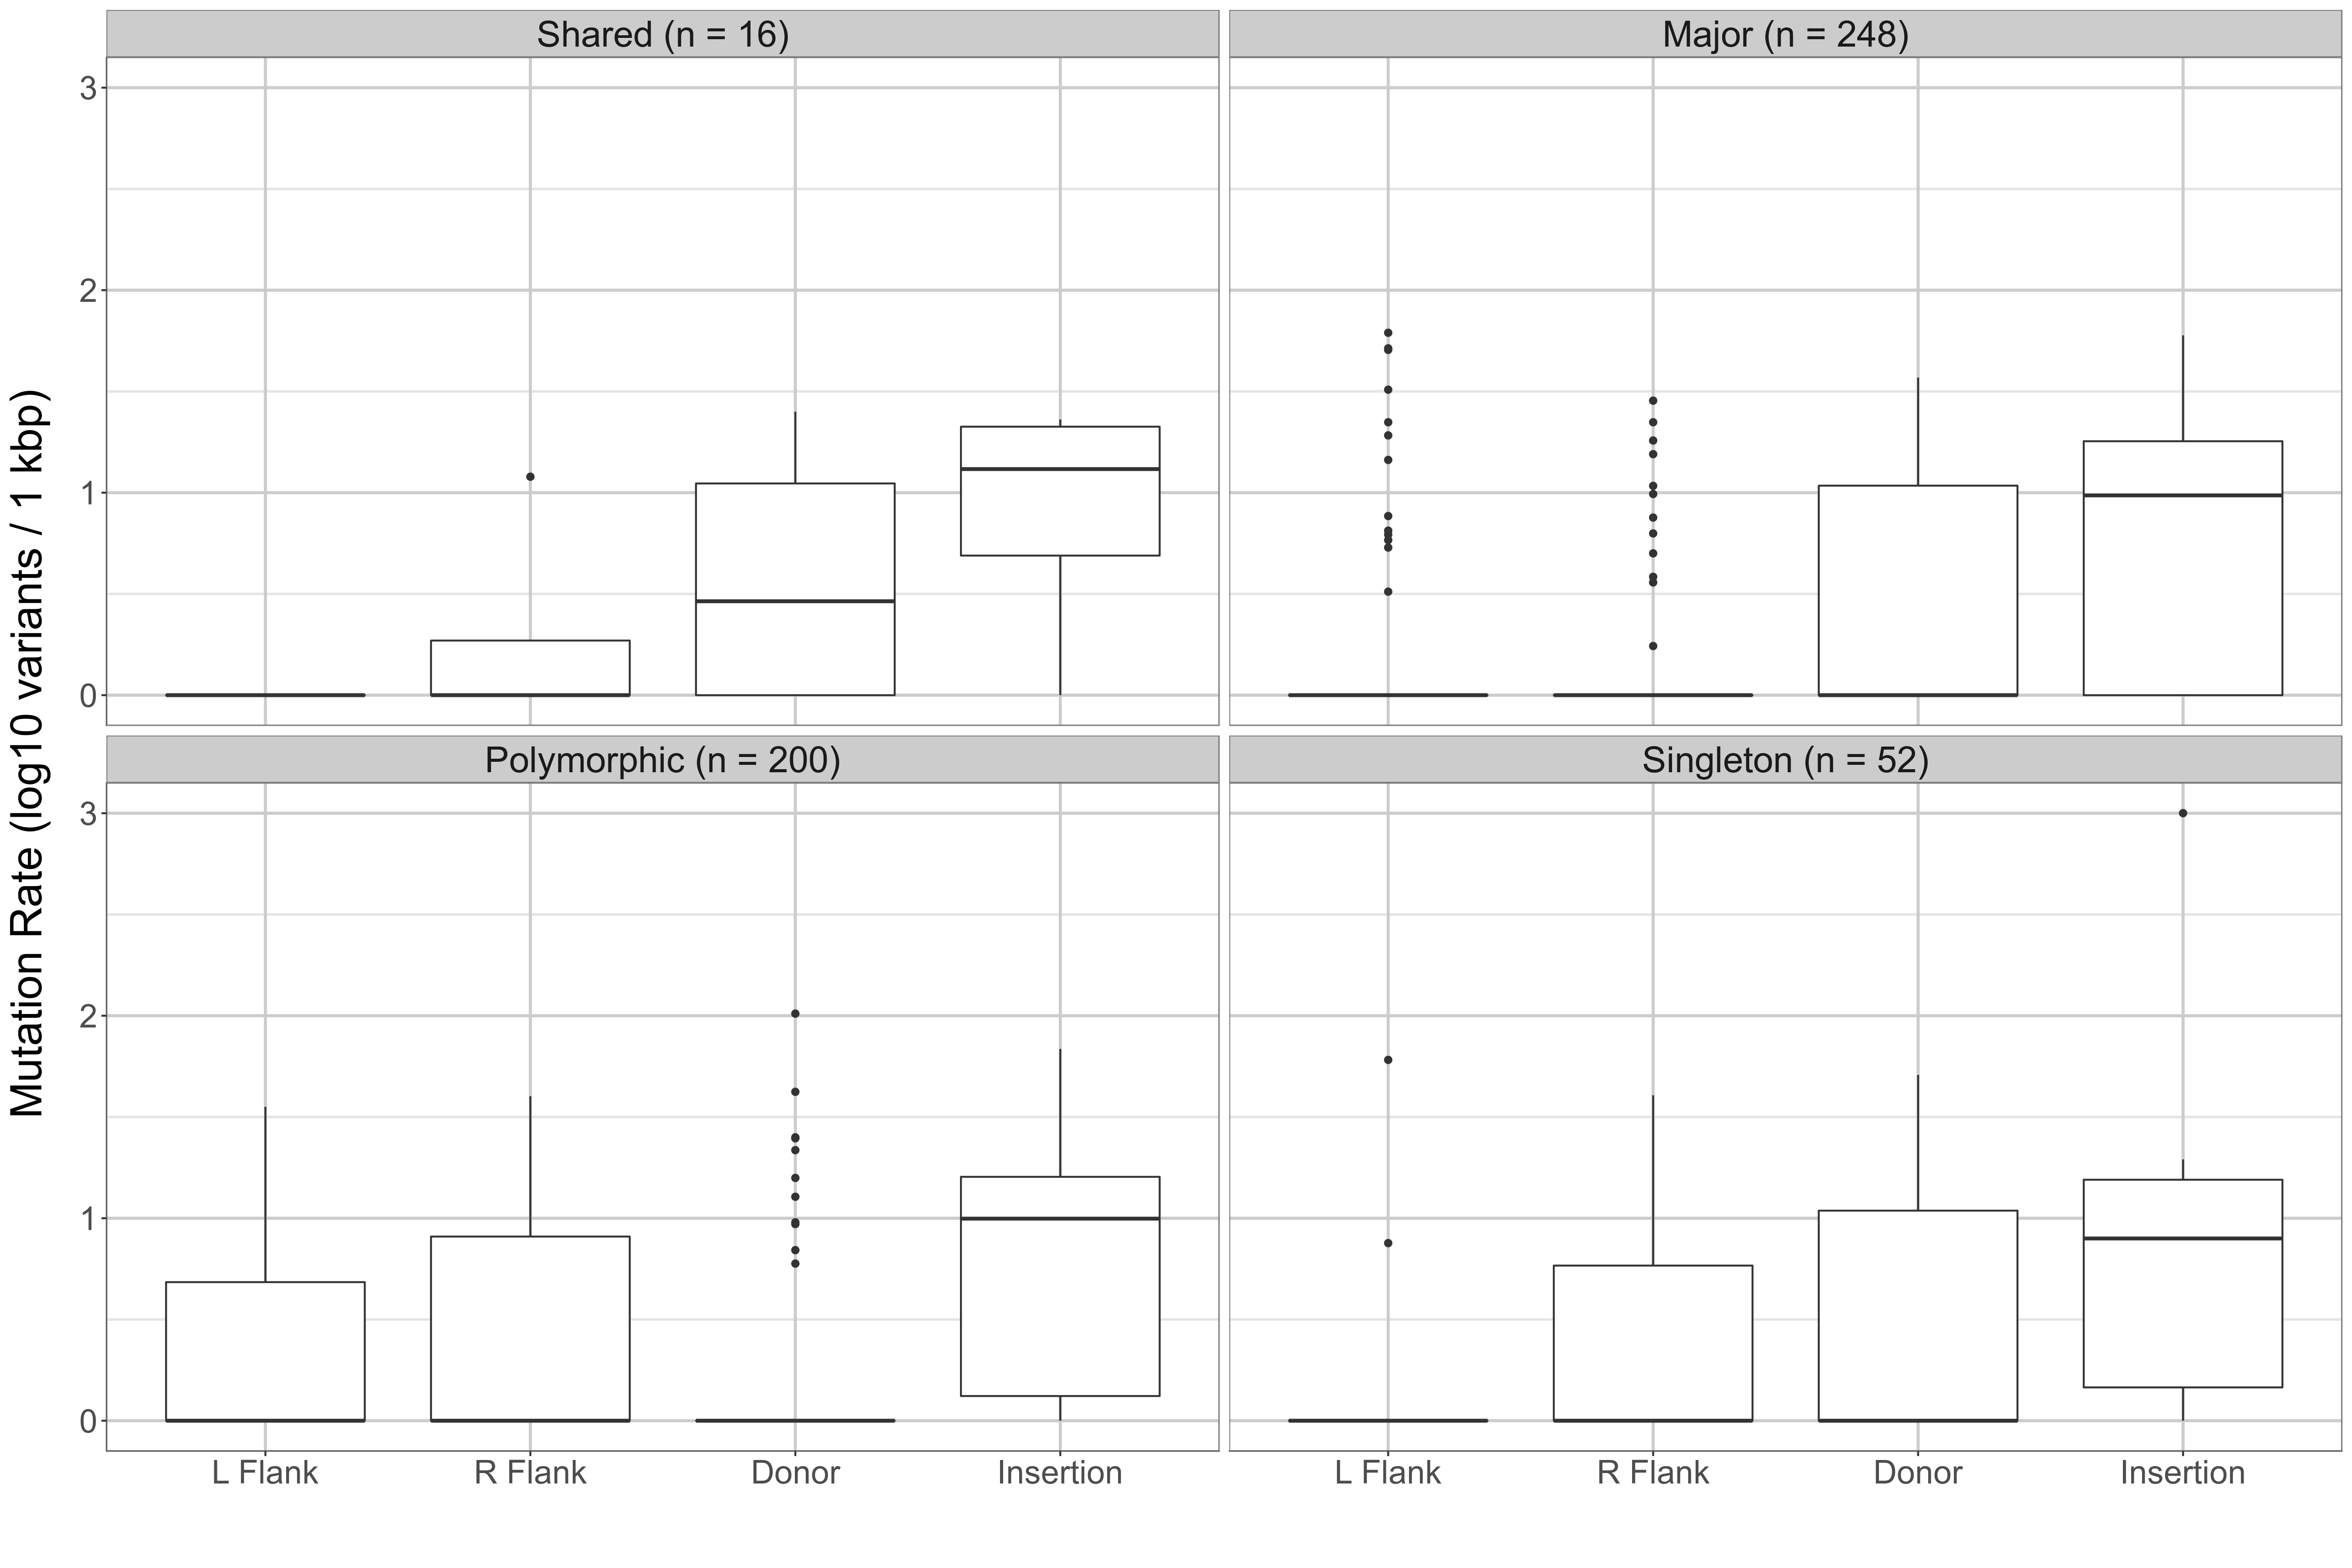 Shared (n = 16)
Major (n = 248)
3
2
1
0
Polymorphic (n = 200)
Singleton (n = 52)
3
2
1
0
L Flank
R Flank
Donor
Insertion
L Flank
R Flank
Donor
Insertion
Mutation Rate (log10 variants / 1 kbp)